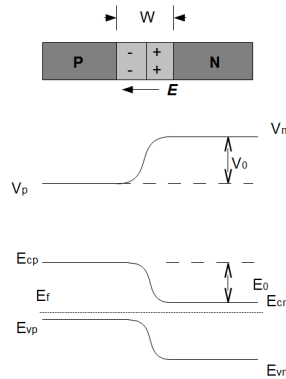 W
P - + N
- +
E
Vn
V0
Vp
Ecp
E0
Ef Ecn
Evp
Evn